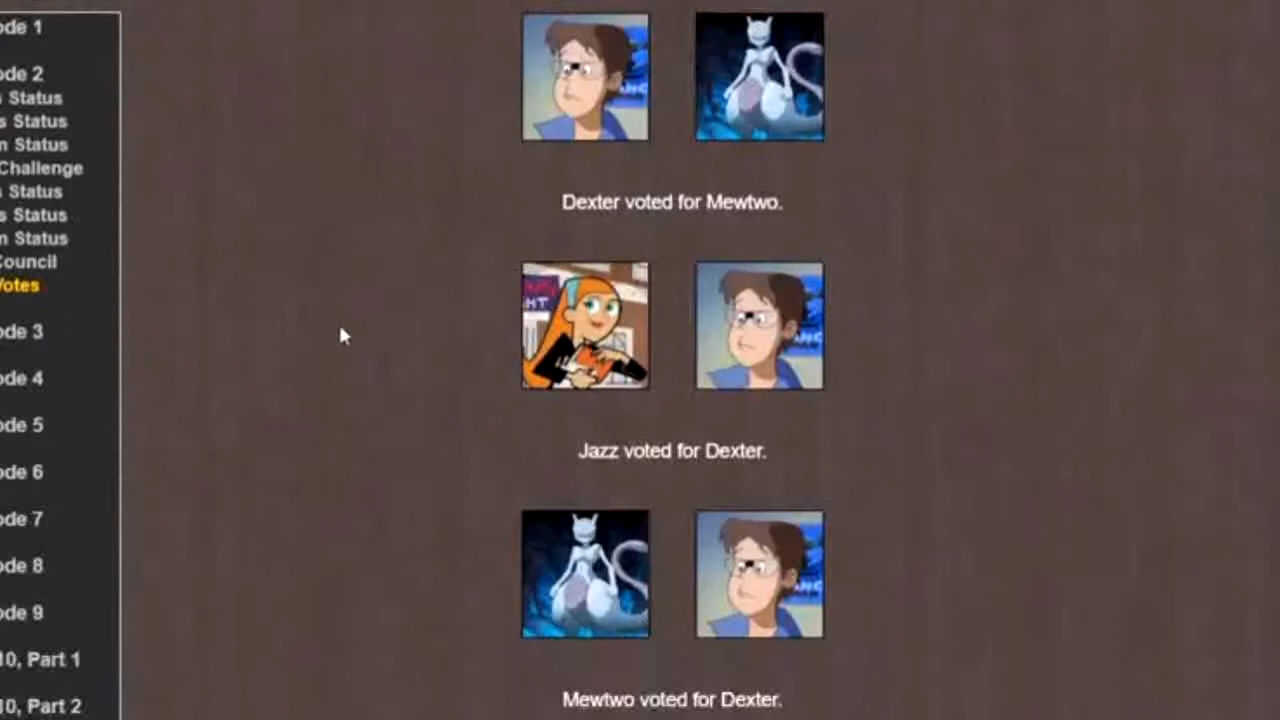 ode 1
ode 2
s Status
s Status
m Status
Challenge
s Status
s Status
m Status
Council
Votes
ode 3
ode 4
ode 5
ode 6
ode 7
ode 8
ode 9
10, Part 1
10, Part 2
Dexter voted for Mewtwo.
Jazz voted for Dexter.
Mewtwo voted for Dexter.